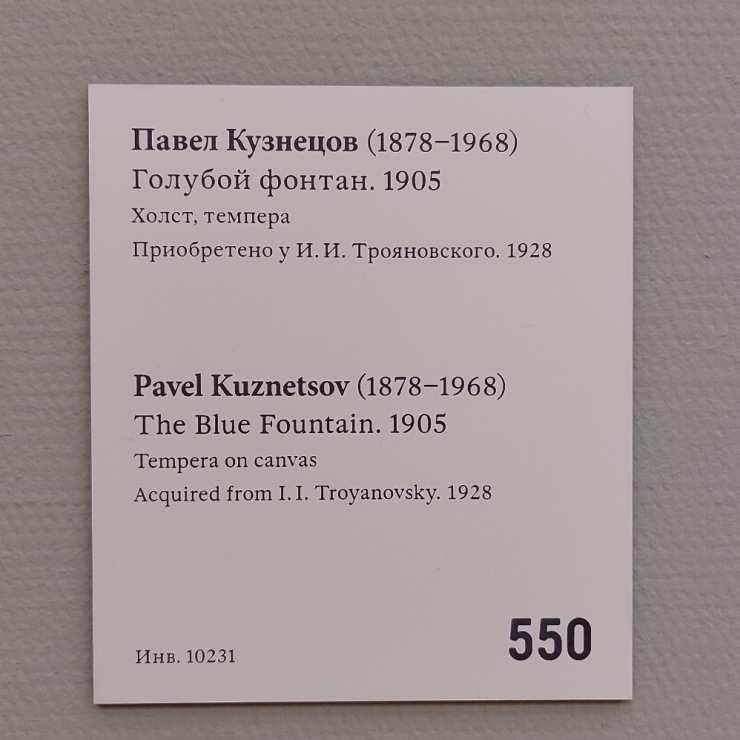 Павел Кузнецов (1878–1968)
Голубой фонтан. 1905
Холст, темпера
Приобретено у И. И. Трояновского. 1928
Pavel Kuznetsov (1878–1968)
The Blue Fountain. 1905
Tempera on canvas
Acquired from I. I. Troyanovsky. 1928
Инв. 10231
550